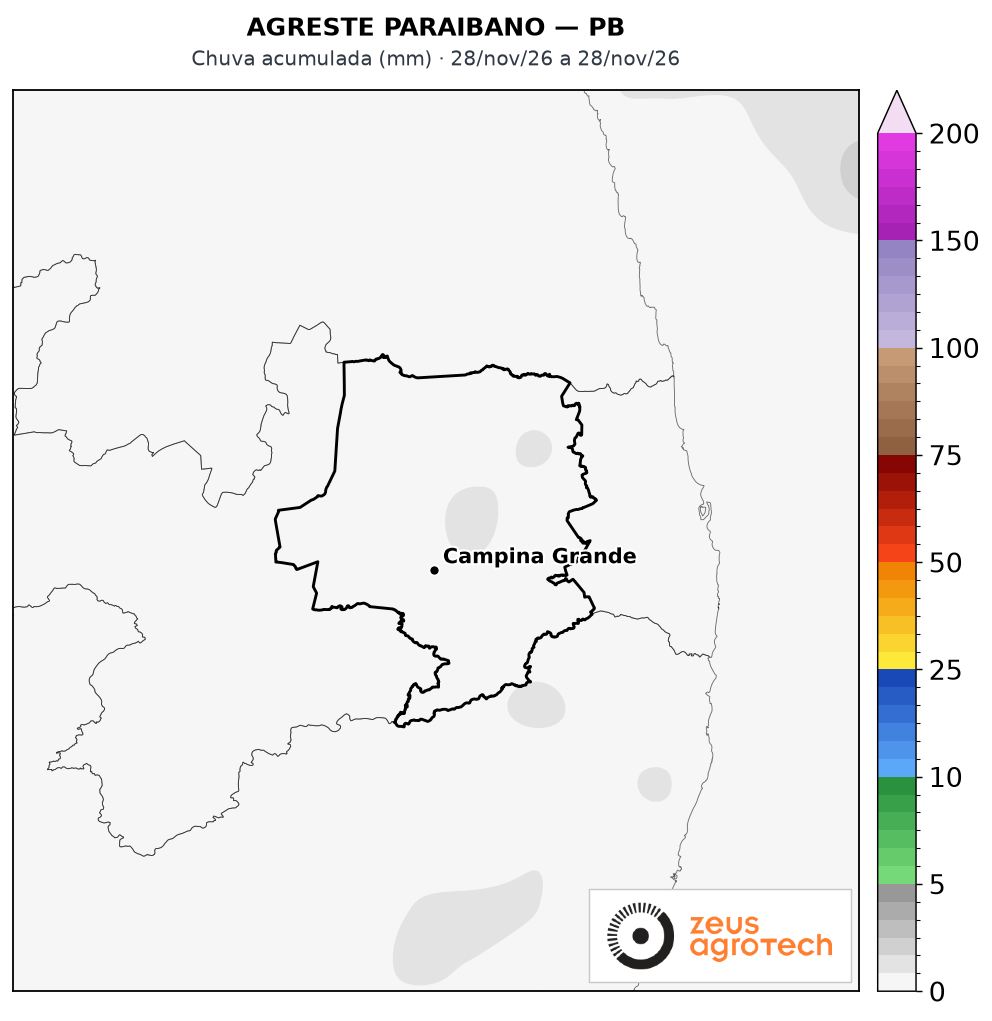 AGRESTE PARAIBANO — PB
Chuva acumulada (mm) · 28/nov/26 a 28/nov/26
200
150
100
75
50
25
10
5
0
Campina Grande
zeus
agrotech